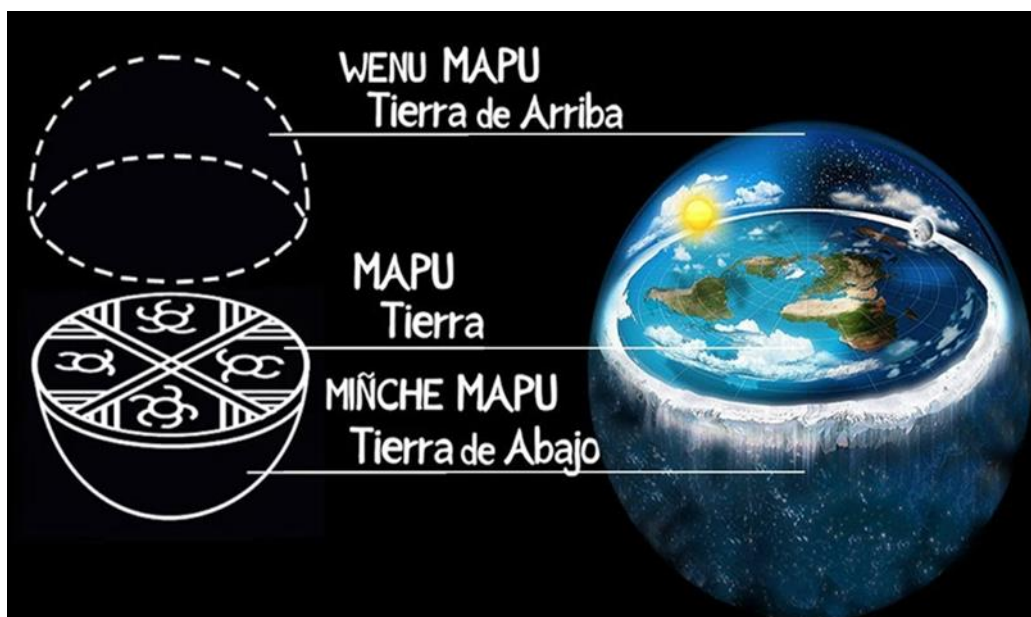 WENU MAPU
Tierra de Arriba
MAPU
Tierra
MIÑCHE MAPU
Tierra de Abajo